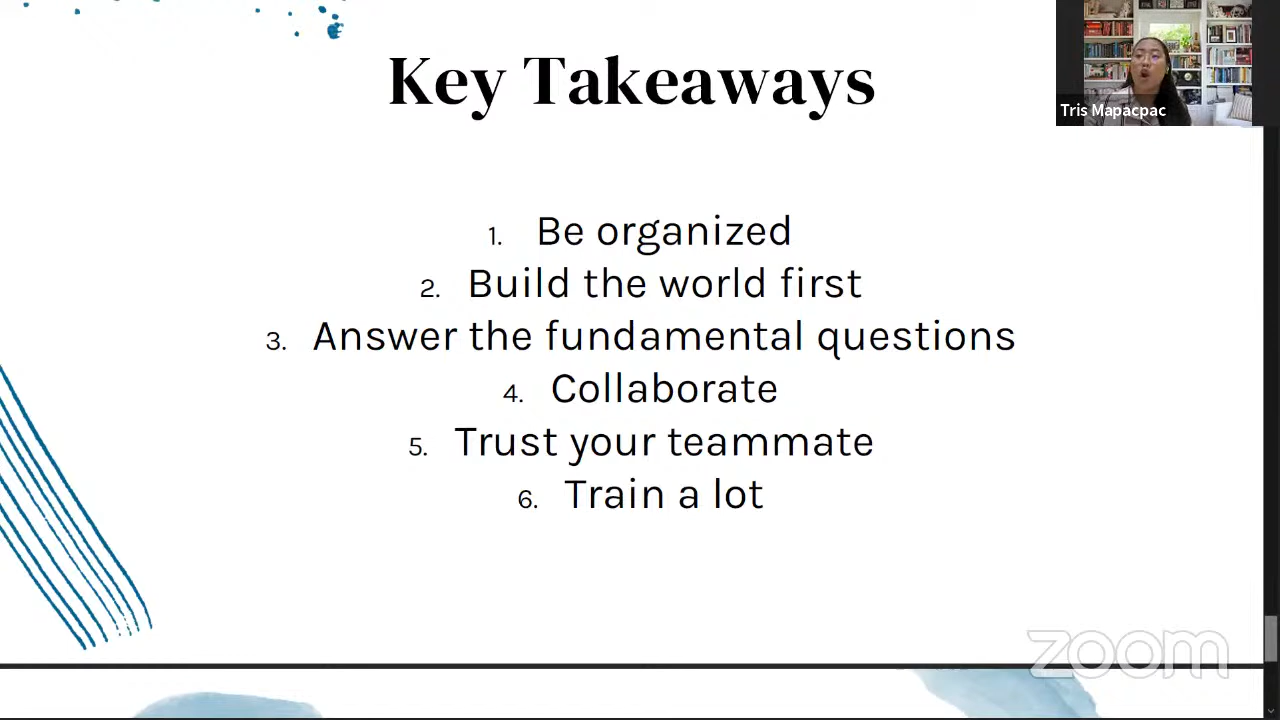 Key Takeaways
Tris Mapacpac
1. Be organized
2. Build the world first
3. Answer the fundamental questions
4. Collaborate
5. Trust your teammate
6. Train a lot
zoom